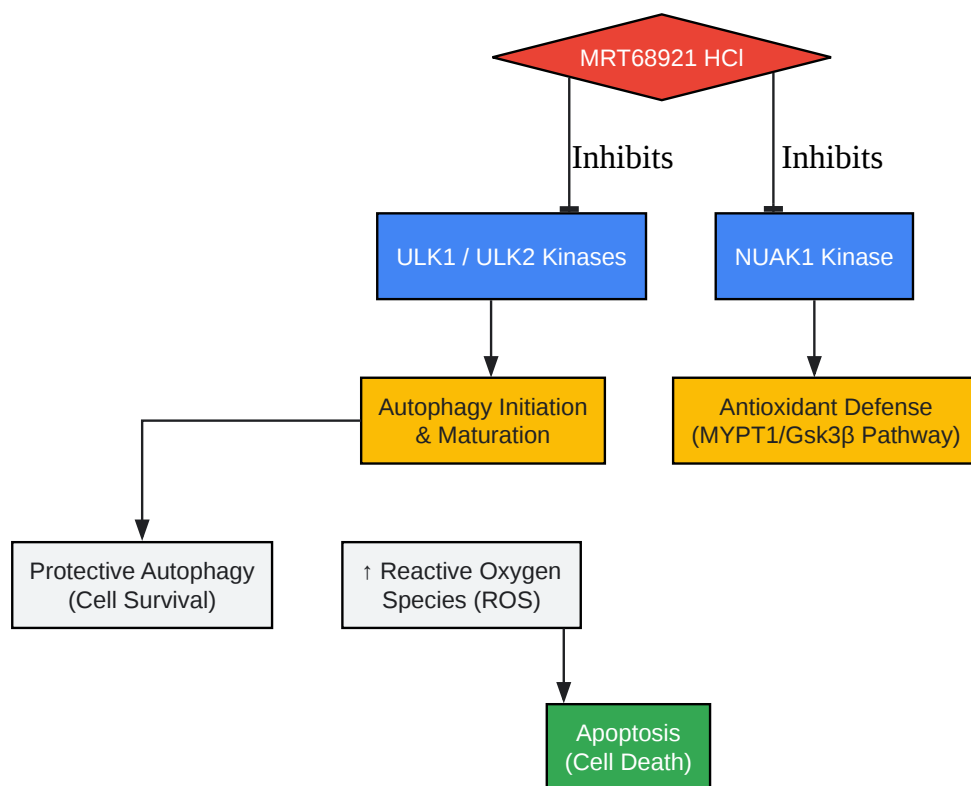 MRT68921 HCl
Inhibits
Inhibits
ULK1 / ULK2 Kinases
NUAK1 Kinase
Autophagy Initiation
& Maturation
Antioxidant Defense
(MYPT1/Gsk3β Pathway)
Protective Autophagy
(Cell Survival)
↑ Reactive Oxygen
Species (ROS)
Apoptosis
(Cell Death)